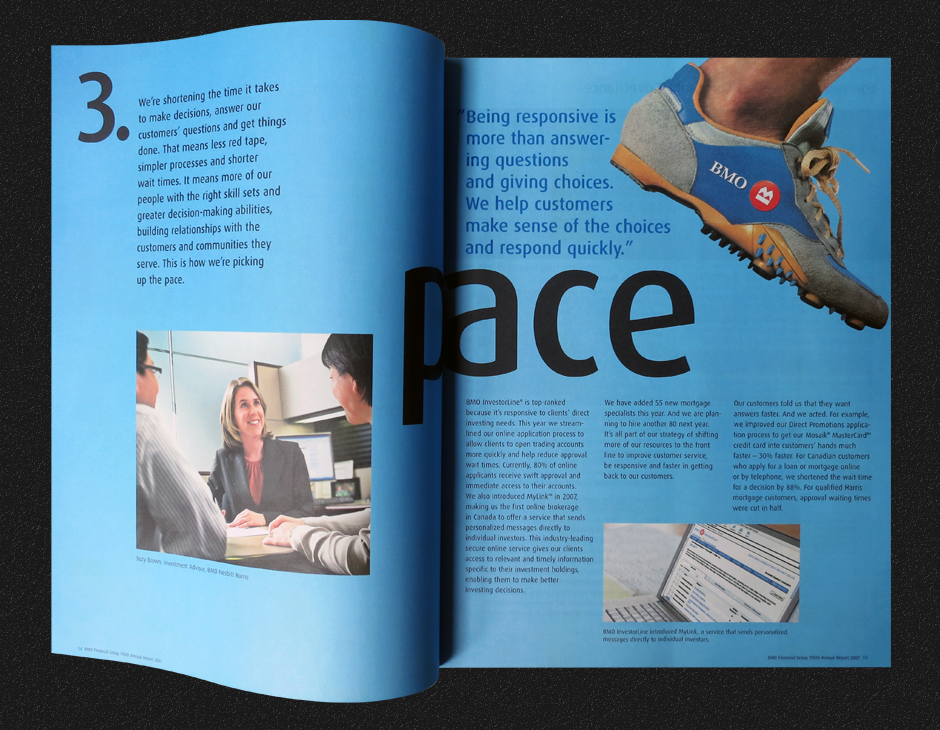 3.
We're shortening the time it takes
to make decisions, answer our
customers' questions and get things
done. That means less red tape,
simpler processes and shorter
wait times. It means more of our
people with the right skill sets and
greater decision-making abilities,
building relationships with the
customers and communities they
serve. This is how we're picking
up the pace.
Suzy Brown, Investment Advisor, BMO Nesbitt Burns
BMO Financial Group 190th Annual Report 2007
"Being responsive is
more than answer-
ing questions
and giving choices.
We help customers
make sense of the choices
and respond quickly."
BMO
pace
BMO InvestorLine® is top-ranked
because it's responsive to clients' direct
investing needs. This year we stream-
lined our online application process to
allow clients to open trading accounts
more quickly and help reduce approval
wait times. Currently, 80% of online
applicants receive swift approval and
immediate access to their accounts.
We also introduced MyLink™ in 2007,
making us the first online brokerage
in Canada to offer a service that sends
personalized messages directly to
individual investors. This industry-leading
secure online service gives our clients
access to relevant and timely information
specific to their investment holdings,
enabling them to make better
investing decisions.
We have added 55 new mortgage
specialists this year. And we are plan-
ning to hire another 80 next year.
It's all part of our strategy of shifting
more of our resources to the front
line to improve customer service,
be responsive and faster in getting
back to our customers.
Our customers told us that they want
answers faster. And we acted. For example,
we improved our Direct Promotions applica-
tion process to get our Mosaik® MasterCard™
credit card into customers' hands much
faster – 30% faster. For Canadian customers
who apply for a loan or mortgage online
or by telephone, we shortened the wait time
for a decision by 88%. For qualified Harris
mortgage customers, approval waiting times
were cut in half.
BMO InvestorLine introduced MyLink, a service that sends personalized
messages directly to individual investors.
BMO Financial Group 190th Annual Report 2007